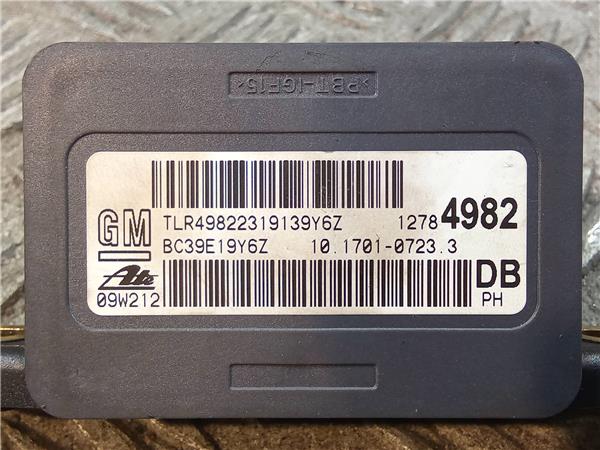 >PBT-IGF15<
TLR49822319139Y6Z 1278 4982
GM BC39E19Y6Z 10.1701-0723.3
Ate DB
09W212 PH